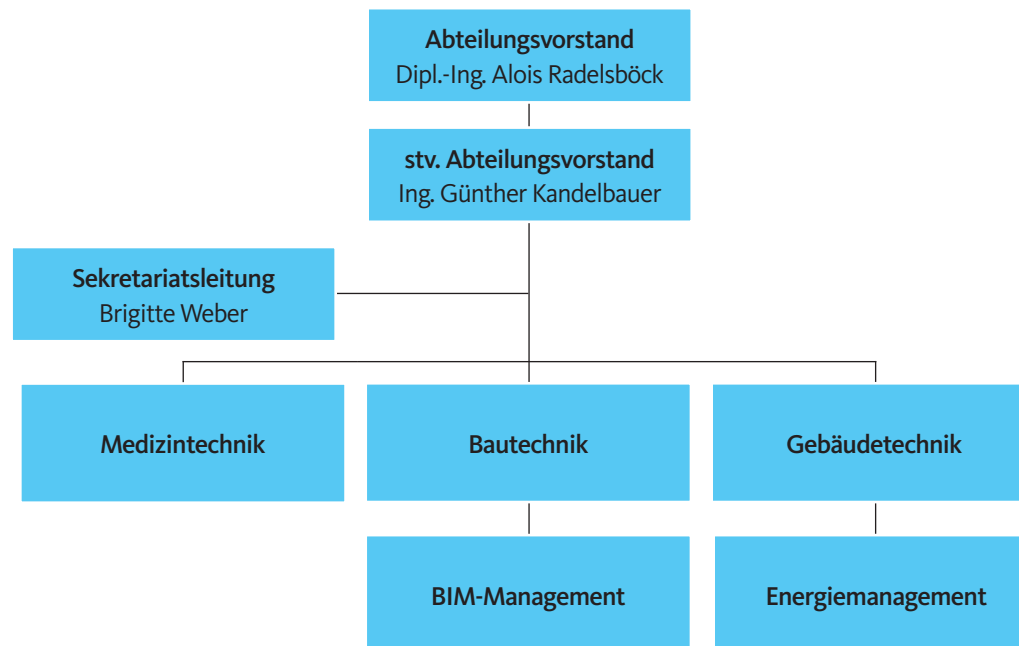 Abteilungsvorstand
Dipl.-Ing. Alois Radelsböck
stv. Abteilungsvorstand
Ing. Günther Kandelbauer
Sekretariatsleitung
Brigitte Weber
Medizintechnik
Bautechnik
Gebäudetechnik
BIM-Management
Energiemanagement